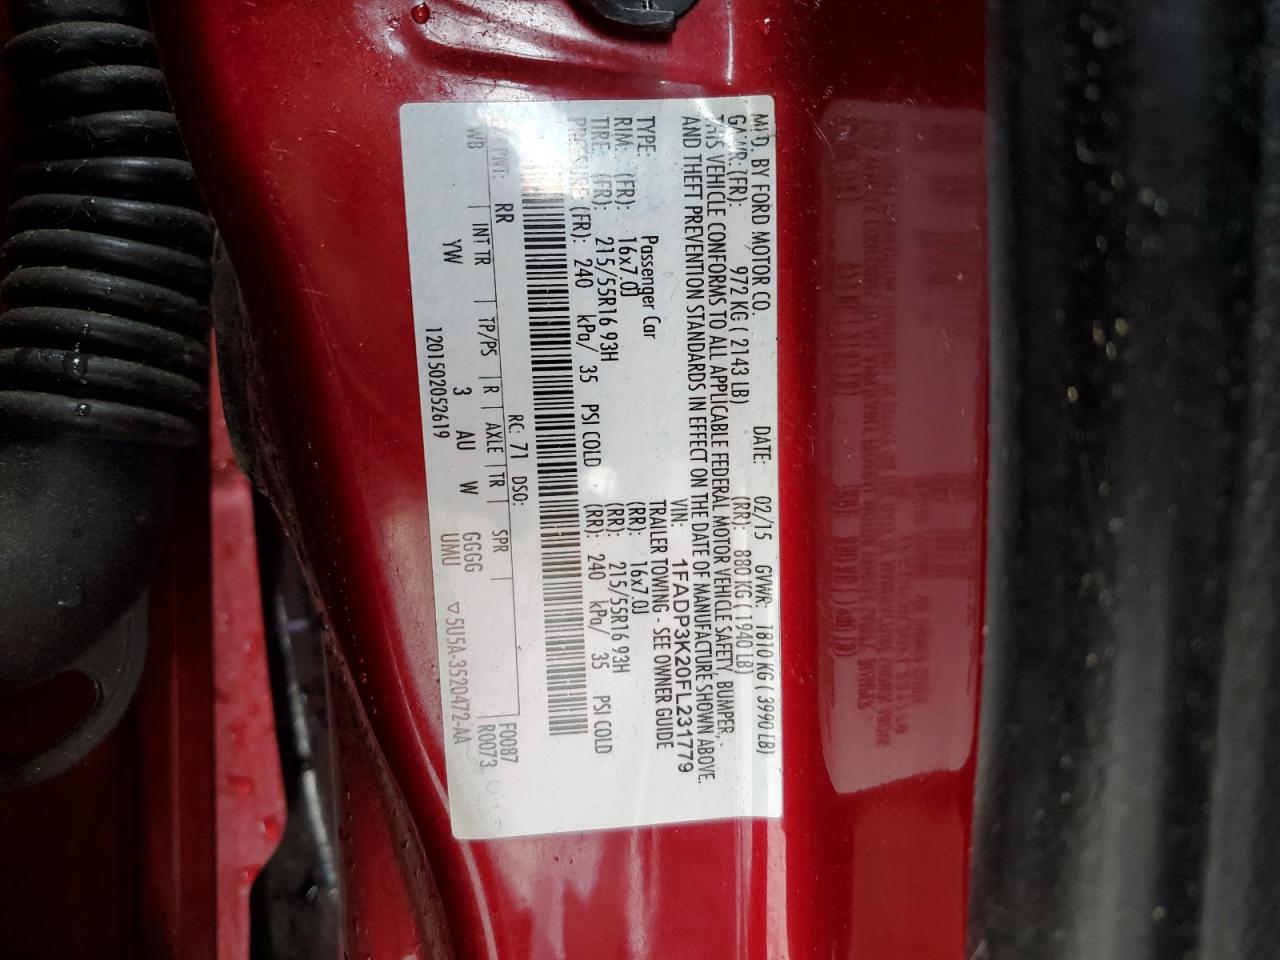 MFD. BY FORD MOTOR CO. DATE: 02/15 GVWR: 1810 KG ( 3990 LB)
GAWR: (FR): 972 KG ( 2143 LB) (RR): 880 KG ( 1940 LB)
THIS VEHICLE CONFORMS TO ALL APPLICABLE FEDERAL MOTOR VEHICLE SAFETY, BUMPER,
AND THEFT PREVENTION STANDARDS IN EFFECT ON THE DATE OF MANUFACTURE SHOWN ABOVE.
VIN: 1FADP3K20FL231779
TYPE: Passenger Car TRAILER TOWING - SEE OWNER GUIDE
RIM: (FR): 16x7.0J (RR): 16x7.0J
TIRE: (FR): 215/55R16 93H (RR): 215/55R16 93H
PRESSURE (FR): 240 kPa/ 35 PSI COLD (RR): 240 kPa/ 35 PSI COLD
RC: 71 DSO: F0087
PNT: RR R0073
WB | INT TR | TP/PS | R | AXLE | TR | SPR
YW 3 AU W GGGG
UMU
1201502052619 ▽5U5A-3520472-AA